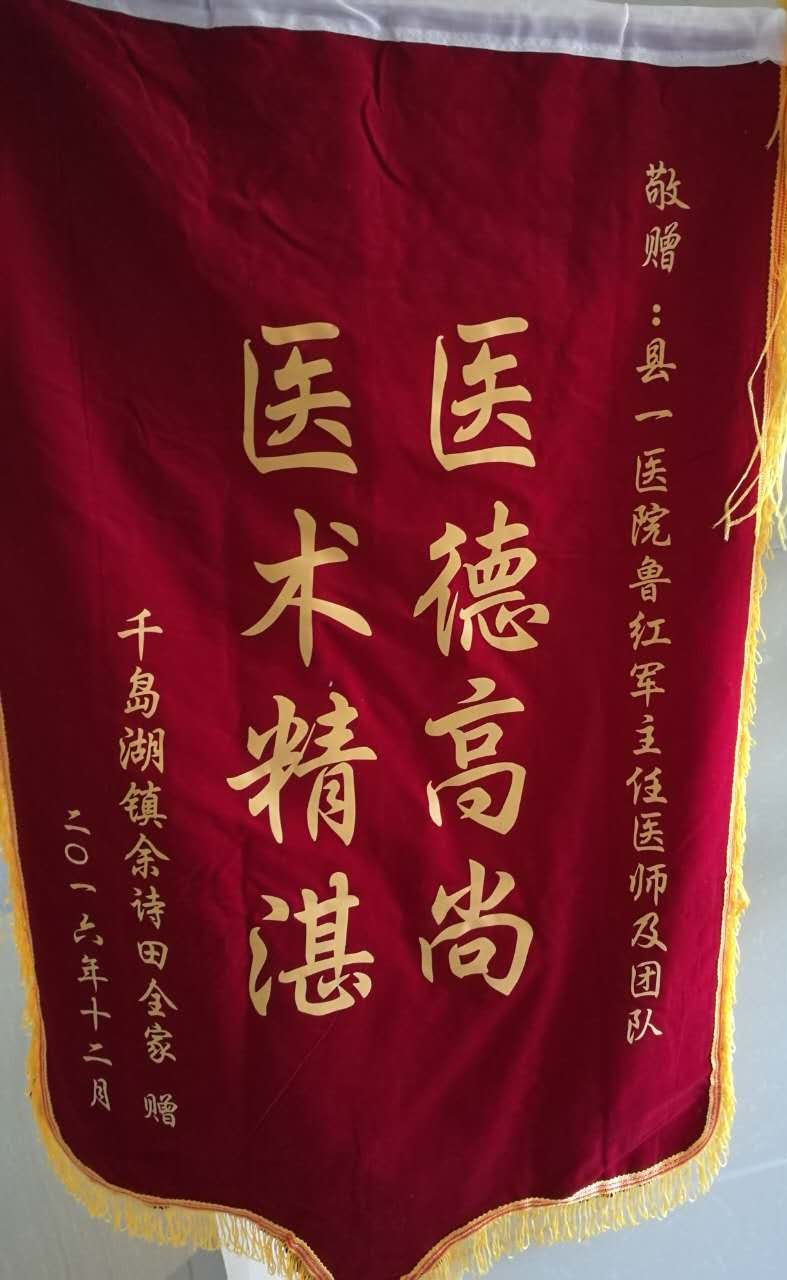 敬赠：县一医院鲁红军主任医师及团队
医德高尚
医术精湛
千岛湖镇余诗田全家 赠
二〇一六年十二月